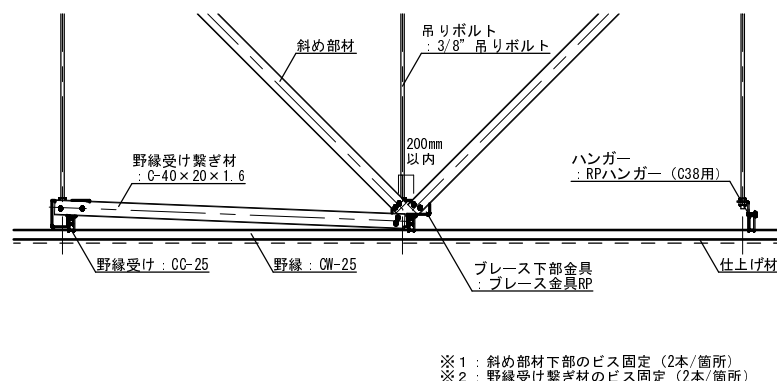 斜め部材
吊りボルト
：3/8”吊りボルト
200mm
以内
野縁受け繋ぎ材
：C-40×20×1.6
ハンガー
：RPハンガー（C38用）
野縁受け：CC-25
野縁：CW-25
ブレース下部金具
：ブレース金具RP
仕上げ材
※１：斜め部材下部のビス固定（2本/箇所）
※２：野縁受け繋ぎ材のビス固定（2本/箇所）